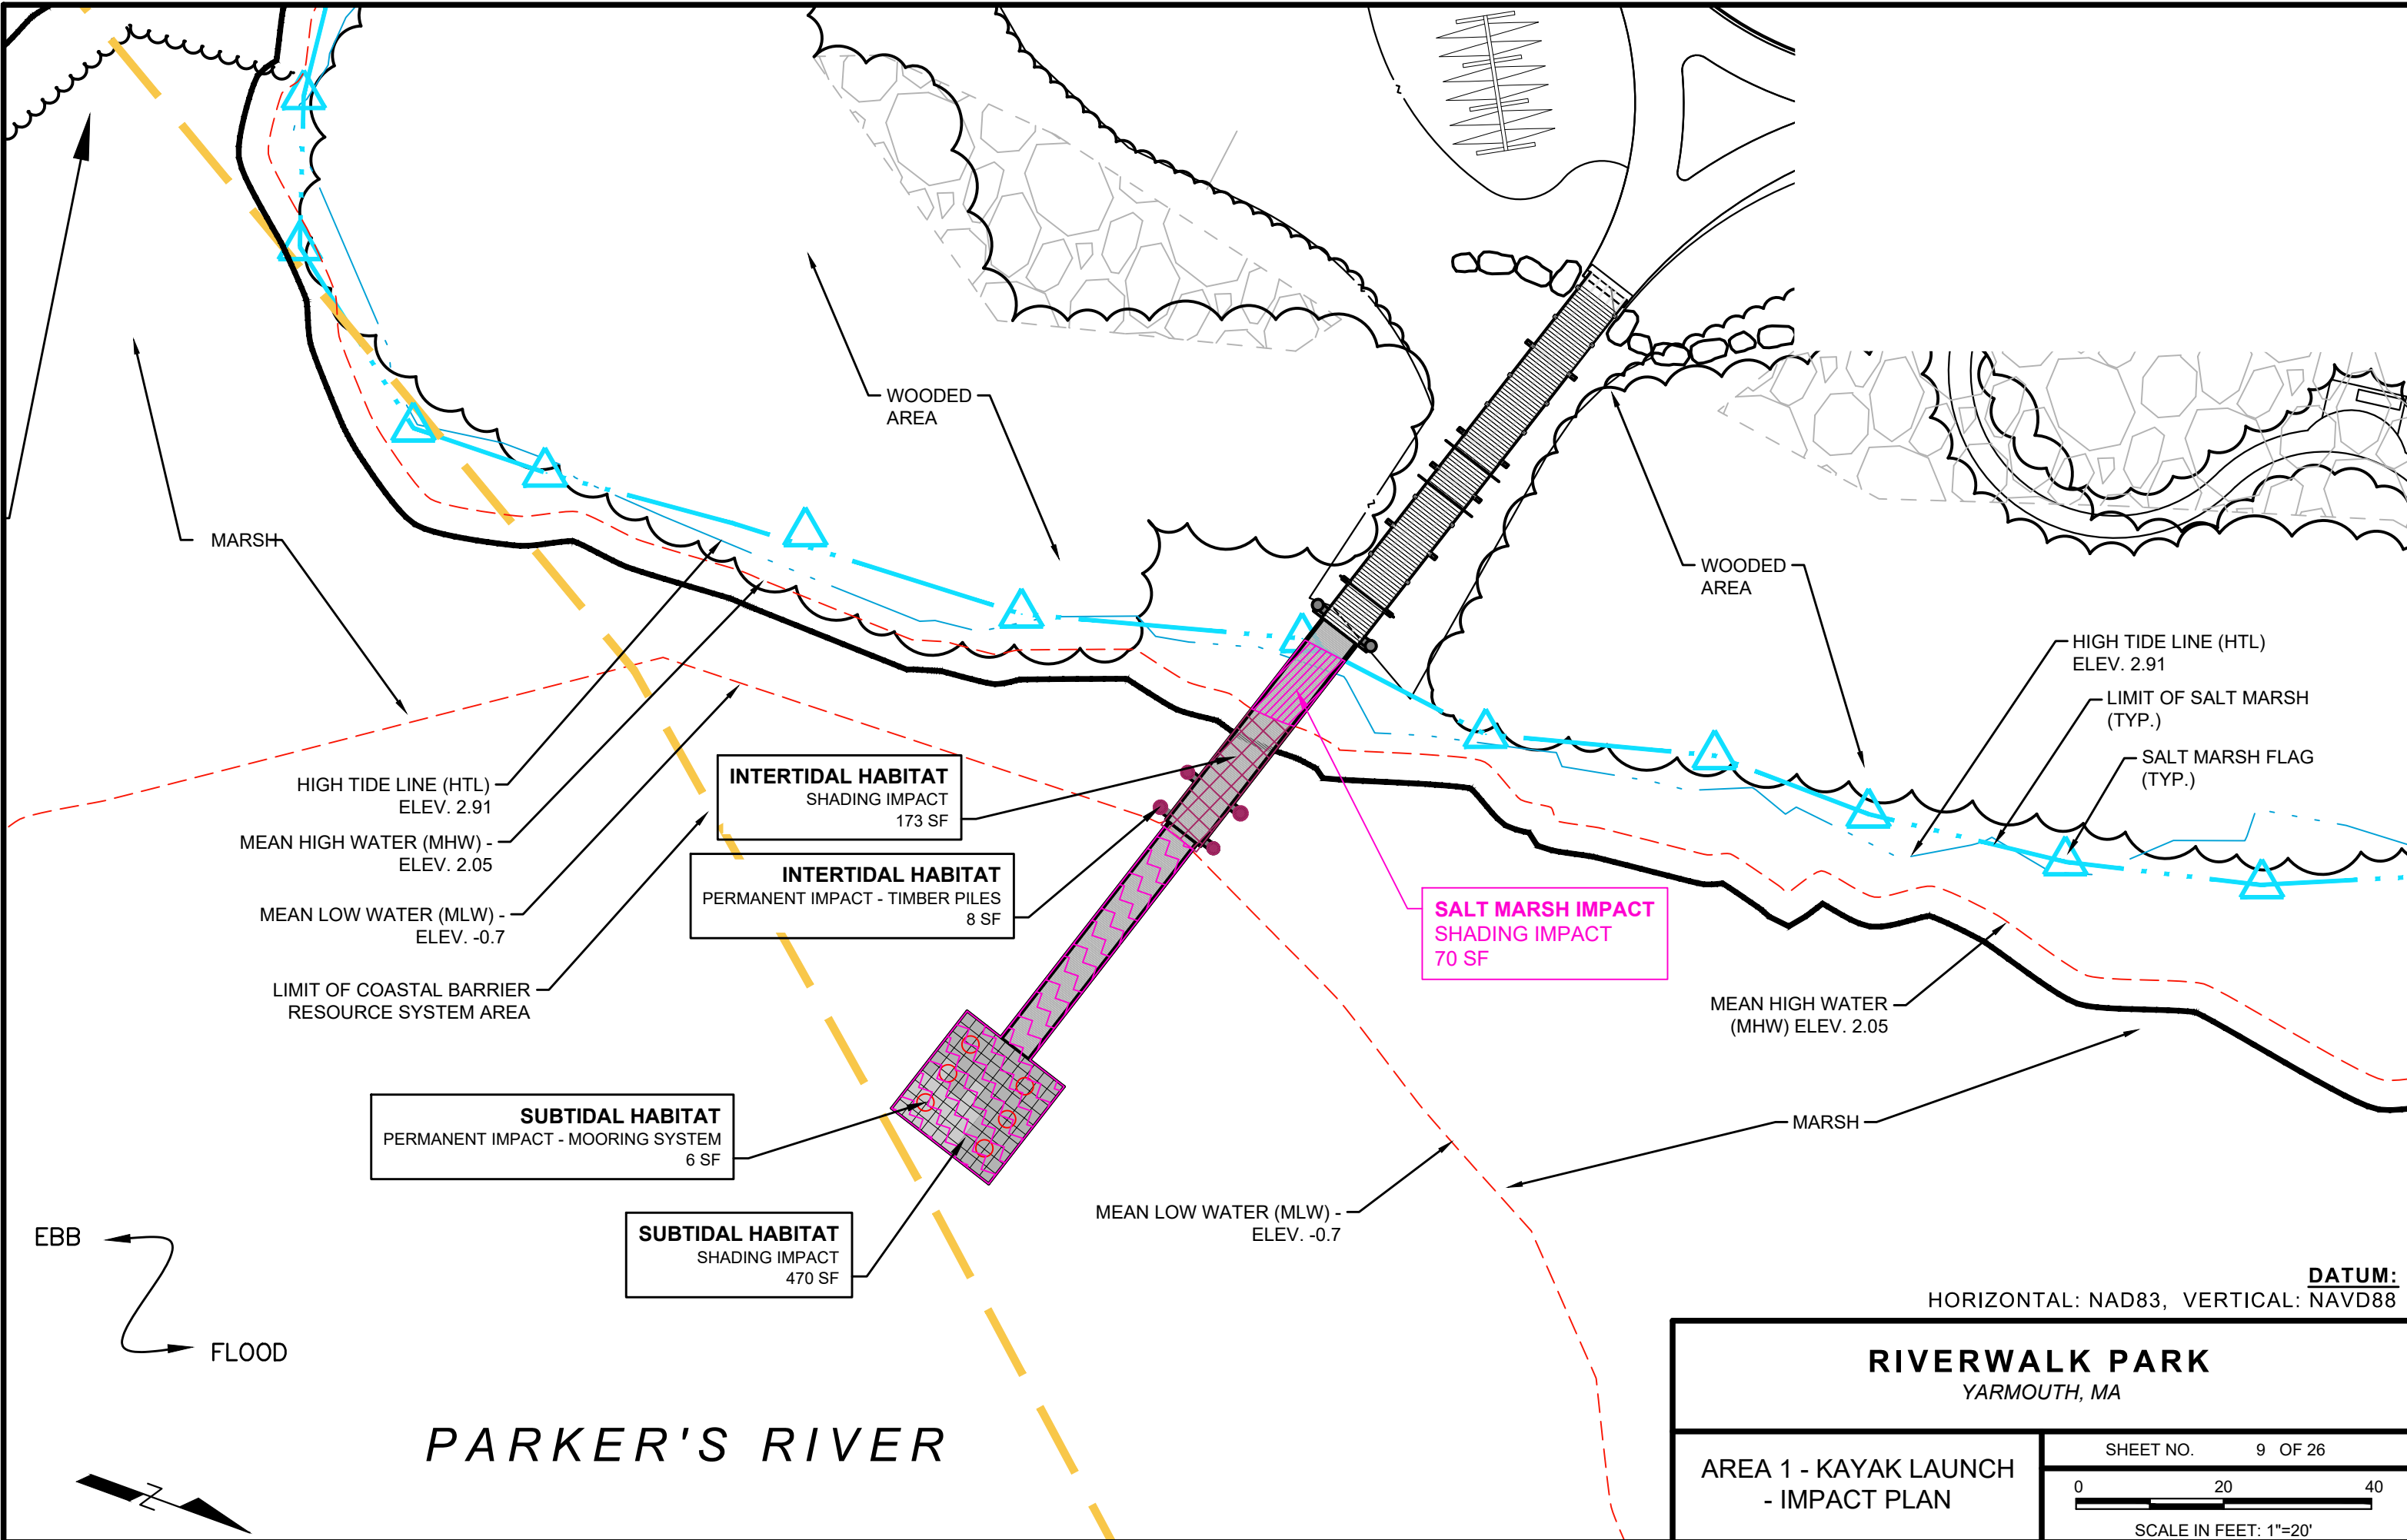 WOODED
AREA
MARSH
WOODED
AREA
HIGH TIDE LINE (HTL)
ELEV. 2.91
LIMIT OF SALT MARSH
(TYP.)
SALT MARSH FLAG
(TYP.)
HIGH TIDE LINE (HTL)
ELEV. 2.91
MEAN HIGH WATER (MHW) -
ELEV. 2.05
MEAN LOW WATER (MLW) -
ELEV. -0.7
LIMIT OF COASTAL BARRIER
RESOURCE SYSTEM AREA
INTERTIDAL HABITAT
SHADING IMPACT
173 SF
INTERTIDAL HABITAT
PERMANENT IMPACT - TIMBER PILES
8 SF
SALT MARSH IMPACT
SHADING IMPACT
70 SF
MEAN HIGH WATER
(MHW) ELEV. 2.05
SUBTIDAL HABITAT
PERMANENT IMPACT - MOORING SYSTEM
6 SF
MARSH
SUBTIDAL HABITAT
SHADING IMPACT
470 SF
MEAN LOW WATER (MLW) -
ELEV. -0.7
EBB
FLOOD
PARKER'S RIVER
Z
DATUM:
HORIZONTAL: NAD83, VERTICAL: NAVD88
RIVERWALK PARK
YARMOUTH, MA
AREA 1 - KAYAK LAUNCH
- IMPACT PLAN
SHEET NO. 9 OF 26
0 20 40
SCALE IN FEET: 1"=20'